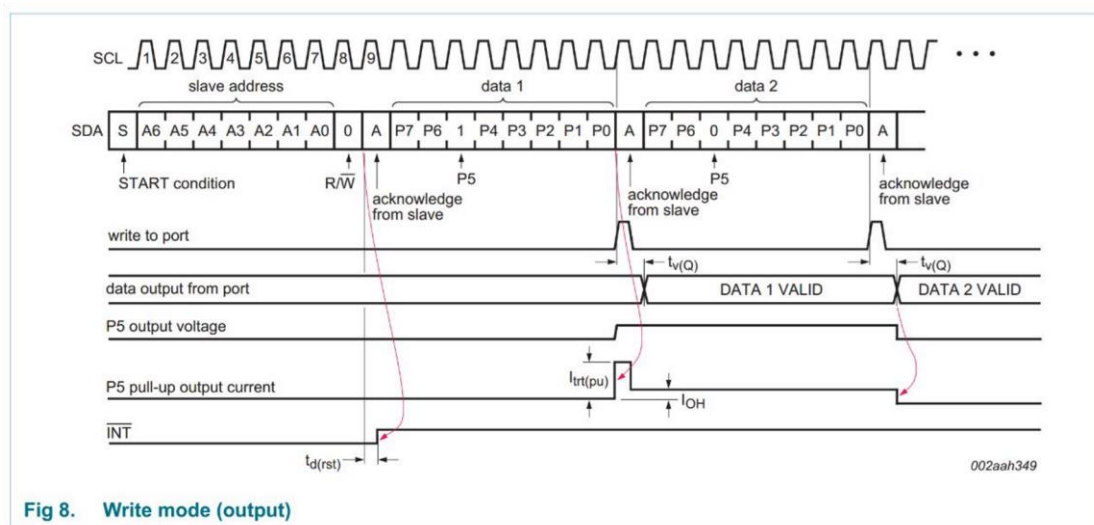 SCL 1 2 3 4 5 6 7 8 9 • • •
slave address data 1 data 2
SDA S A6 A5 A4 A3 A2 A1 A0 0 A P7 P6 1 P4 P3 P2 P1 P0 A P7 P6 0 P4 P3 P2 P1 P0 A
START condition R/W̅ acknowledge from slave P5 acknowledge from slave P5 acknowledge from slave
write to port
tv(Q) tv(Q)
data output from port DATA 1 VALID DATA 2 VALID
P5 output voltage
P5 pull-up output current Itrt(pu) IOH
I̅N̅T̅
td(rst)
002aah349
Fig 8. Write mode (output)